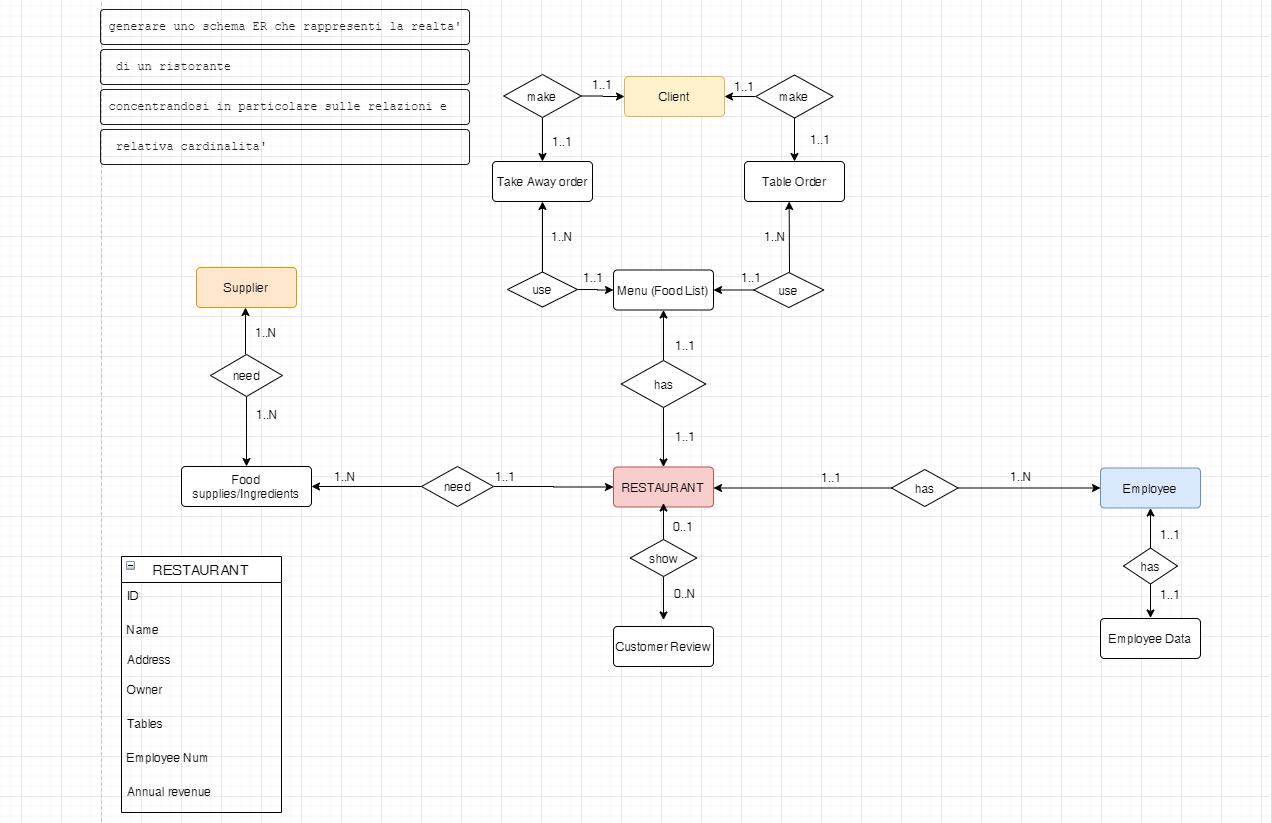 generare uno schema ER che rappresenti la realta'
di un ristorante
concentrandosi in particolare sulle relazioni e
relativa cardinalita'
make
1..1
Client
1..1
make
1..1
1..1
Take Away order
Table Order
1..N
1..N
use
1..1
Menu (Food List)
1..1
use
Supplier
1..N
1..1
need
has
1..N
1..1
Food
supplies/Ingredients
1..N
need
1..1
RESTAURANT
1..1
has
1..N
Employee
0..1
1..1
show
has
0..N
1..1
Customer Review
Employee Data
RESTAURANT
ID
Name
Address
Owner
Tables
Employee Num
Annual revenue